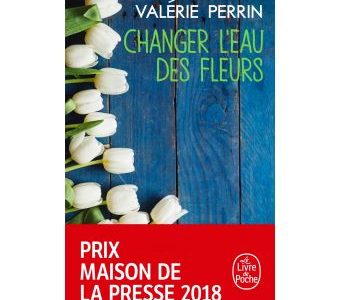 VALÉRIE PERRIN
CHANGER L'EAU
DES FLEURS
PRIX
MAISON DE
LA PRESSE 2018
Le Livre
de Poche